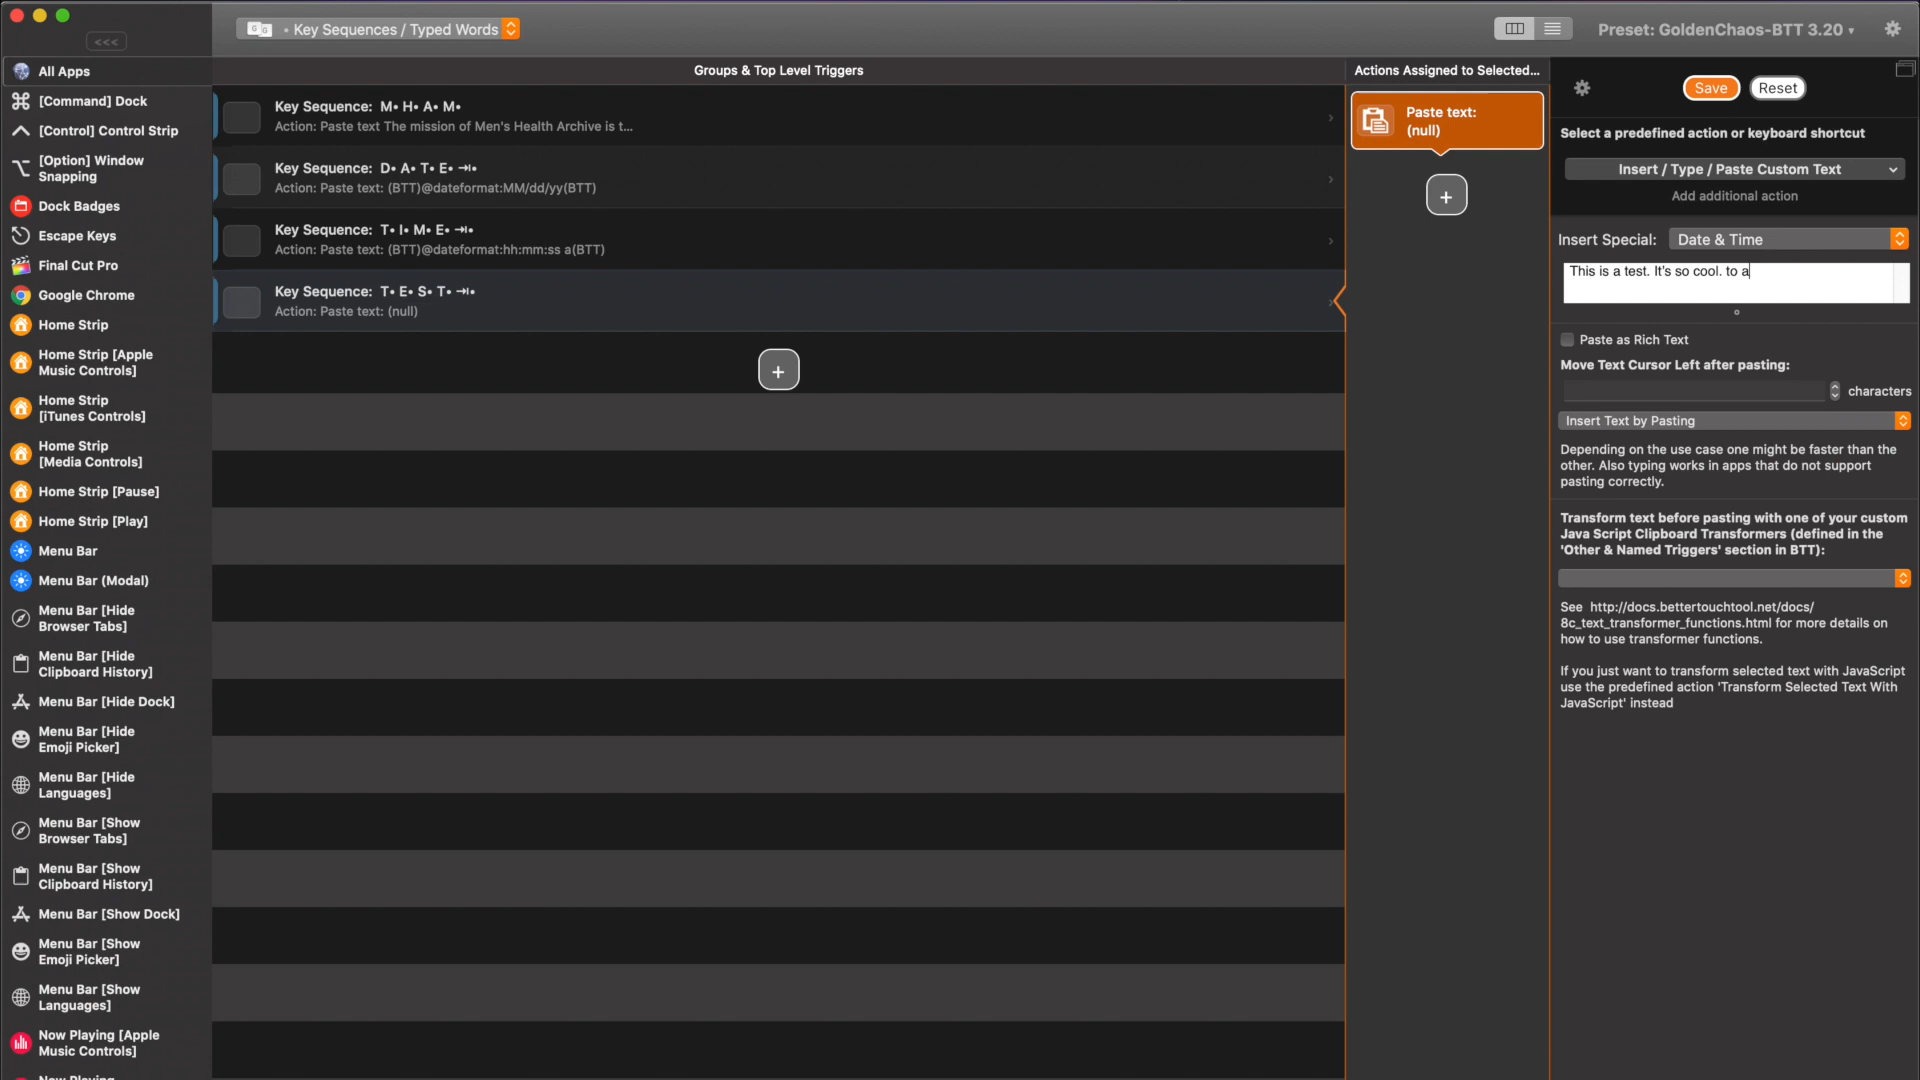 • Key Sequences / Typed Words
Preset: GoldenChaos-BTT 3.20 ▾
<<<
All Apps
[Command] Dock
[Control] Control Strip
[Option] Window
Snapping
Dock Badges
Escape Keys
Final Cut Pro
Google Chrome
Home Strip
Home Strip [Apple
Music Controls]
Home Strip
[iTunes Controls]
Home Strip
[Media Controls]
Home Strip [Pause]
Home Strip [Play]
Menu Bar
Menu Bar (Modal)
Menu Bar [Hide
Browser Tabs]
Menu Bar [Hide
Clipboard History]
Menu Bar [Hide Dock]
Menu Bar [Hide
Emoji Picker]
Menu Bar [Hide
Languages]
Menu Bar [Show
Browser Tabs]
Menu Bar [Show
Clipboard History]
Menu Bar [Show Dock]
Menu Bar [Show
Emoji Picker]
Menu Bar [Show
Languages]
Now Playing [Apple
Music Controls]
Now Playing
Groups & Top Level Triggers
Key Sequence: M• H• A• M•
Action: Paste text The mission of Men's Health Archive is t...
Key Sequence: D• A• T• E• ⇥•
Action: Paste text: (BTT)@dateformat:MM/dd/yy(BTT)
Key Sequence: T• I• M• E• ⇥•
Action: Paste text: (BTT)@dateformat:hh:mm:ss a(BTT)
Key Sequence: T• E• S• T• ⇥•
Action: Paste text: (null)
+
Actions Assigned to Selected...
Paste text:
(null)
+
Save
Reset
Select a predefined action or keyboard shortcut
Insert / Type / Paste Custom Text
Add additional action
Insert Special: Date & Time
This is a test. It's so cool. to a
Paste as Rich Text
Move Text Cursor Left after pasting:
characters
Insert Text by Pasting
Depending on the use case one might be faster than the
other. Also typing works in apps that do not support
pasting correctly.
Transform text before pasting with one of your custom
Java Script Clipboard Transformers (defined in the
'Other & Named Triggers' section in BTT):
See http://docs.bettertouchtool.net/docs/
8c_text_transformer_functions.html for more details on
how to use transformer functions.
If you just want to transform selected text with JavaScript
use the predefined action 'Transform Selected Text With
JavaScript' instead